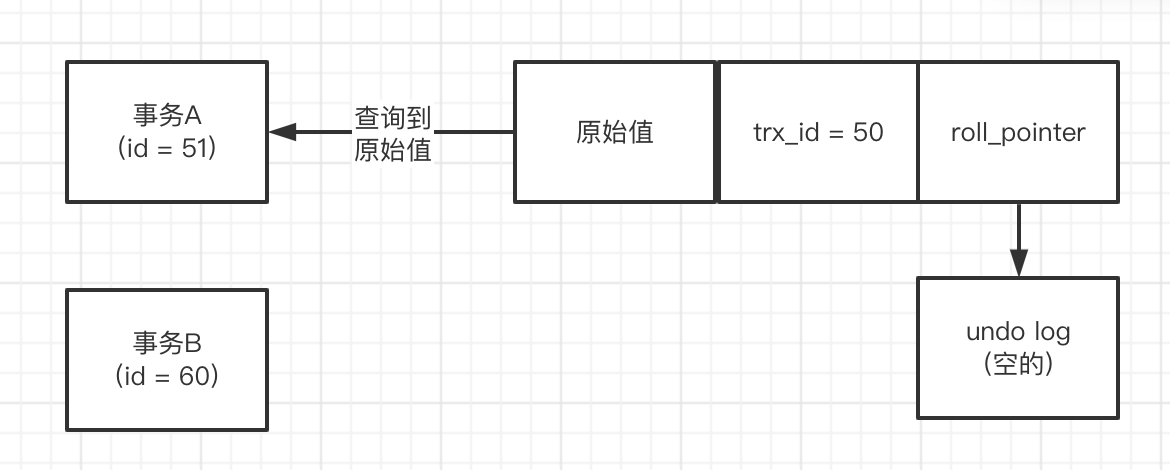 事务A
(id = 51)
查询到
原始值
原始值
trx_id = 50
roll_pointer
事务B
(id = 60)
undo log
(空的)